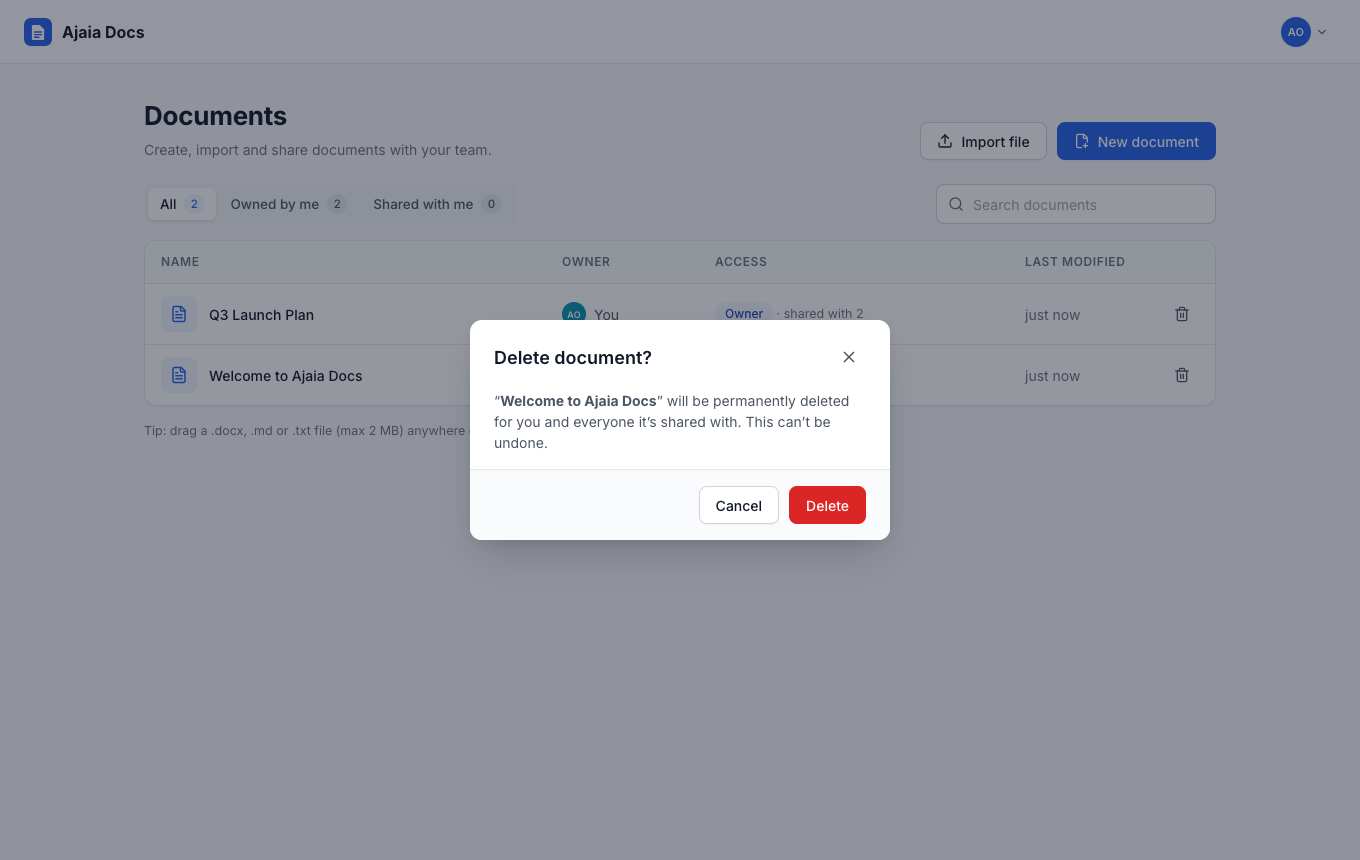 Ajaia Docs
AO
Documents
Create, import and share documents with your team.
Import file
New document
All 2
Owned by me 2
Shared with me 0
Search documents
NAME OWNER ACCESS LAST MODIFIED
Q3 Launch Plan AO You Owner · shared with 2 just now
Welcome to Ajaia Docs just now
Tip: drag a .docx, .md or .txt file (max 2 MB) anywhere
Delete document?
“Welcome to Ajaia Docs” will be permanently deleted
for you and everyone it’s shared with. This can’t be
undone.
Cancel
Delete